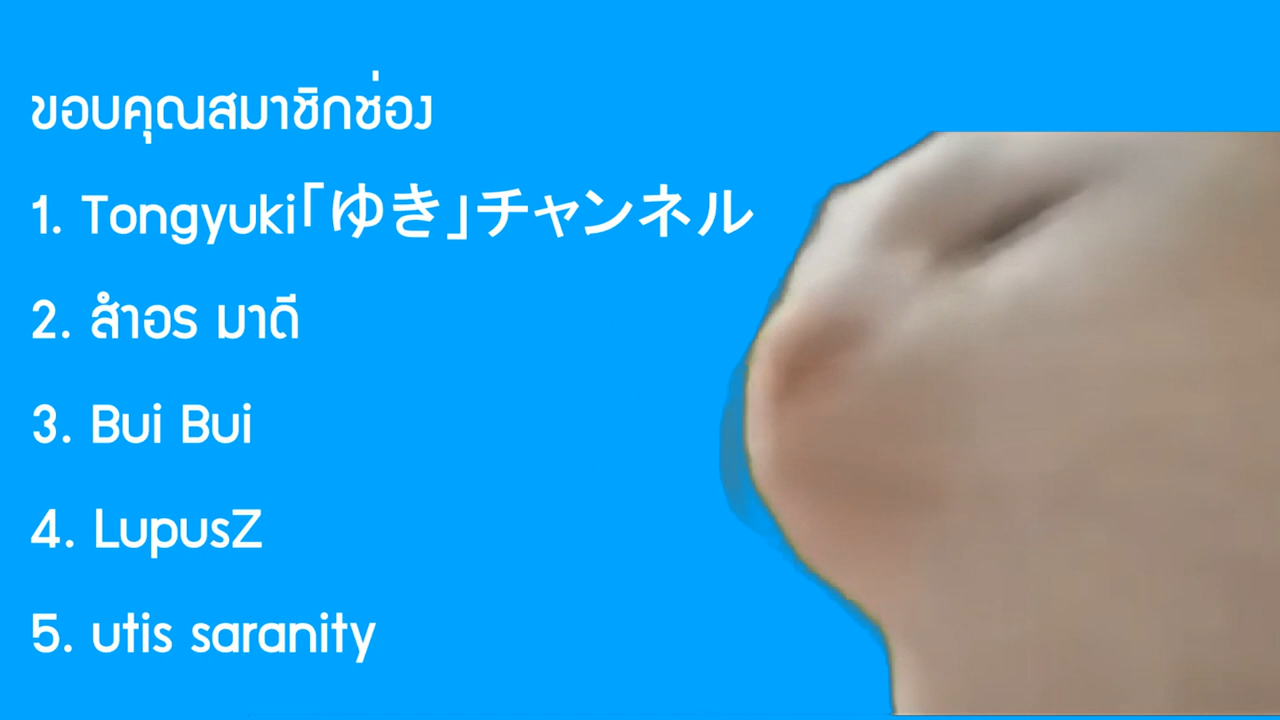 ขอบคุณสมาชิกช่อง
1. Tongyuki「ゆき」チャンネル
2. สำอร มาดี
3. Bui Bui
4. LupusZ
5. utis saranity